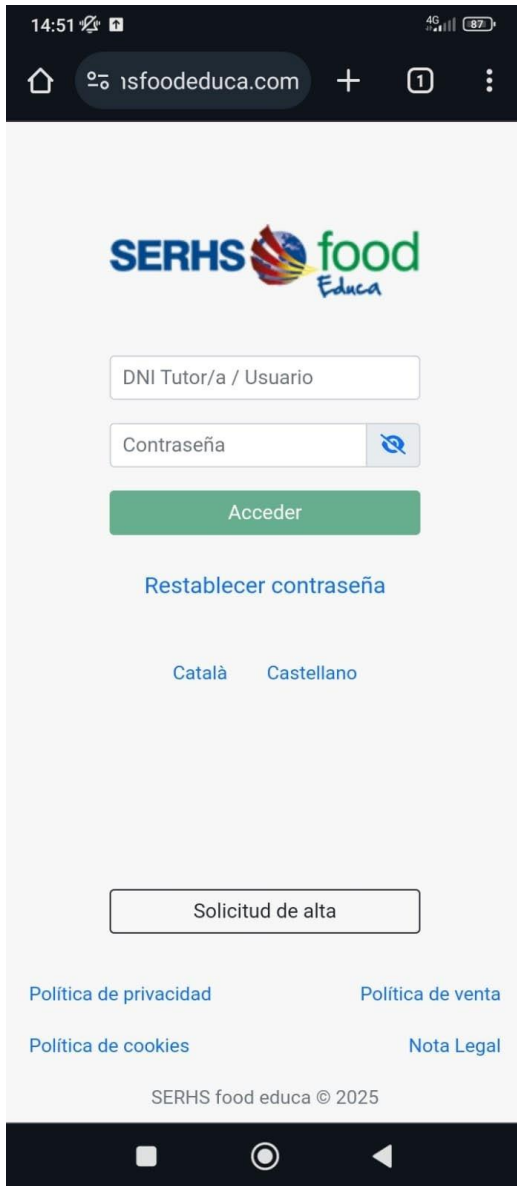 14:51 4G 87
ısfoodeduca.com 1
SERHS food
Educa
DNI Tutor/a / Usuario
Contraseña
Acceder
Restablecer contraseña
Català Castellano
Solicitud de alta
Política de privacidad Política de venta
Política de cookies Nota Legal
SERHS food educa © 2025